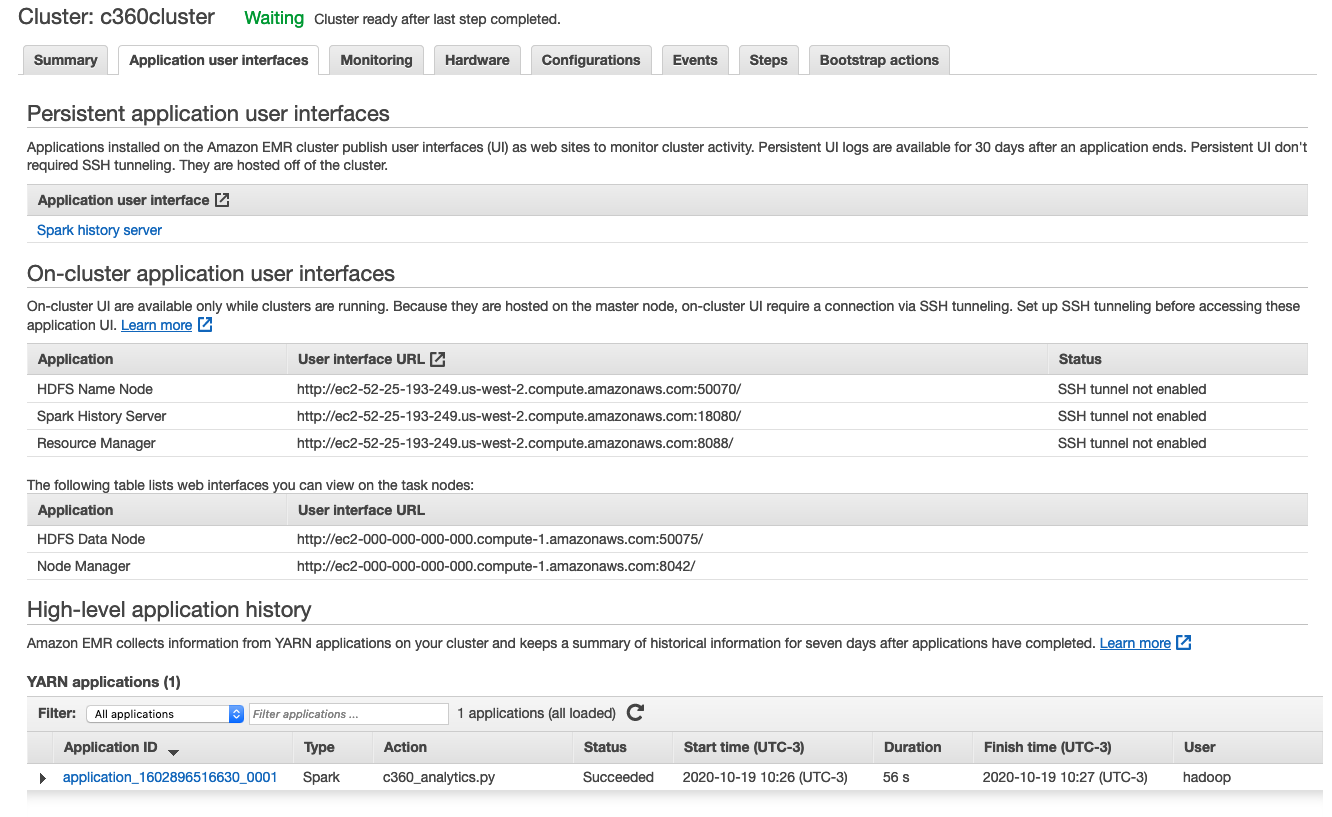 Cluster: c360cluster Waiting Cluster ready after last step completed.
Summary Application user interfaces Monitoring Hardware Configurations Events Steps Bootstrap actions
Persistent application user interfaces
Applications installed on the Amazon EMR cluster publish user interfaces (UI) as web sites to monitor cluster activity. Persistent UI logs are available for 30 days after an application ends. Persistent UI don't
required SSH tunneling. They are hosted off of the cluster.
Application user interface
Spark history server
On-cluster application user interfaces
On-cluster UI are available only while clusters are running. Because they are hosted on the master node, on-cluster UI require a connection via SSH tunneling. Set up SSH tunneling before accessing these
application UI. Learn more
Application User interface URL Status
HDFS Name Node http://ec2-52-25-193-249.us-west-2.compute.amazonaws.com:50070/ SSH tunnel not enabled
Spark History Server http://ec2-52-25-193-249.us-west-2.compute.amazonaws.com:18080/ SSH tunnel not enabled
Resource Manager http://ec2-52-25-193-249.us-west-2.compute.amazonaws.com:8088/ SSH tunnel not enabled
The following table lists web interfaces you can view on the task nodes:
Application User interface URL
HDFS Data Node http://ec2-000-000-000-000.compute-1.amazonaws.com:50075/
Node Manager http://ec2-000-000-000-000.compute-1.amazonaws.com:8042/
High-level application history
Amazon EMR collects information from YARN applications on your cluster and keeps a summary of historical information for seven days after applications have completed. Learn more
YARN applications (1)
Filter: All applications Filter applications ... 1 applications (all loaded)
Application ID Type Action Status Start time (UTC-3) Duration Finish time (UTC-3) User
application_1602896516630_0001 Spark c360_analytics.py Succeeded 2020-10-19 10:26 (UTC-3) 56 s 2020-10-19 10:27 (UTC-3) hadoop